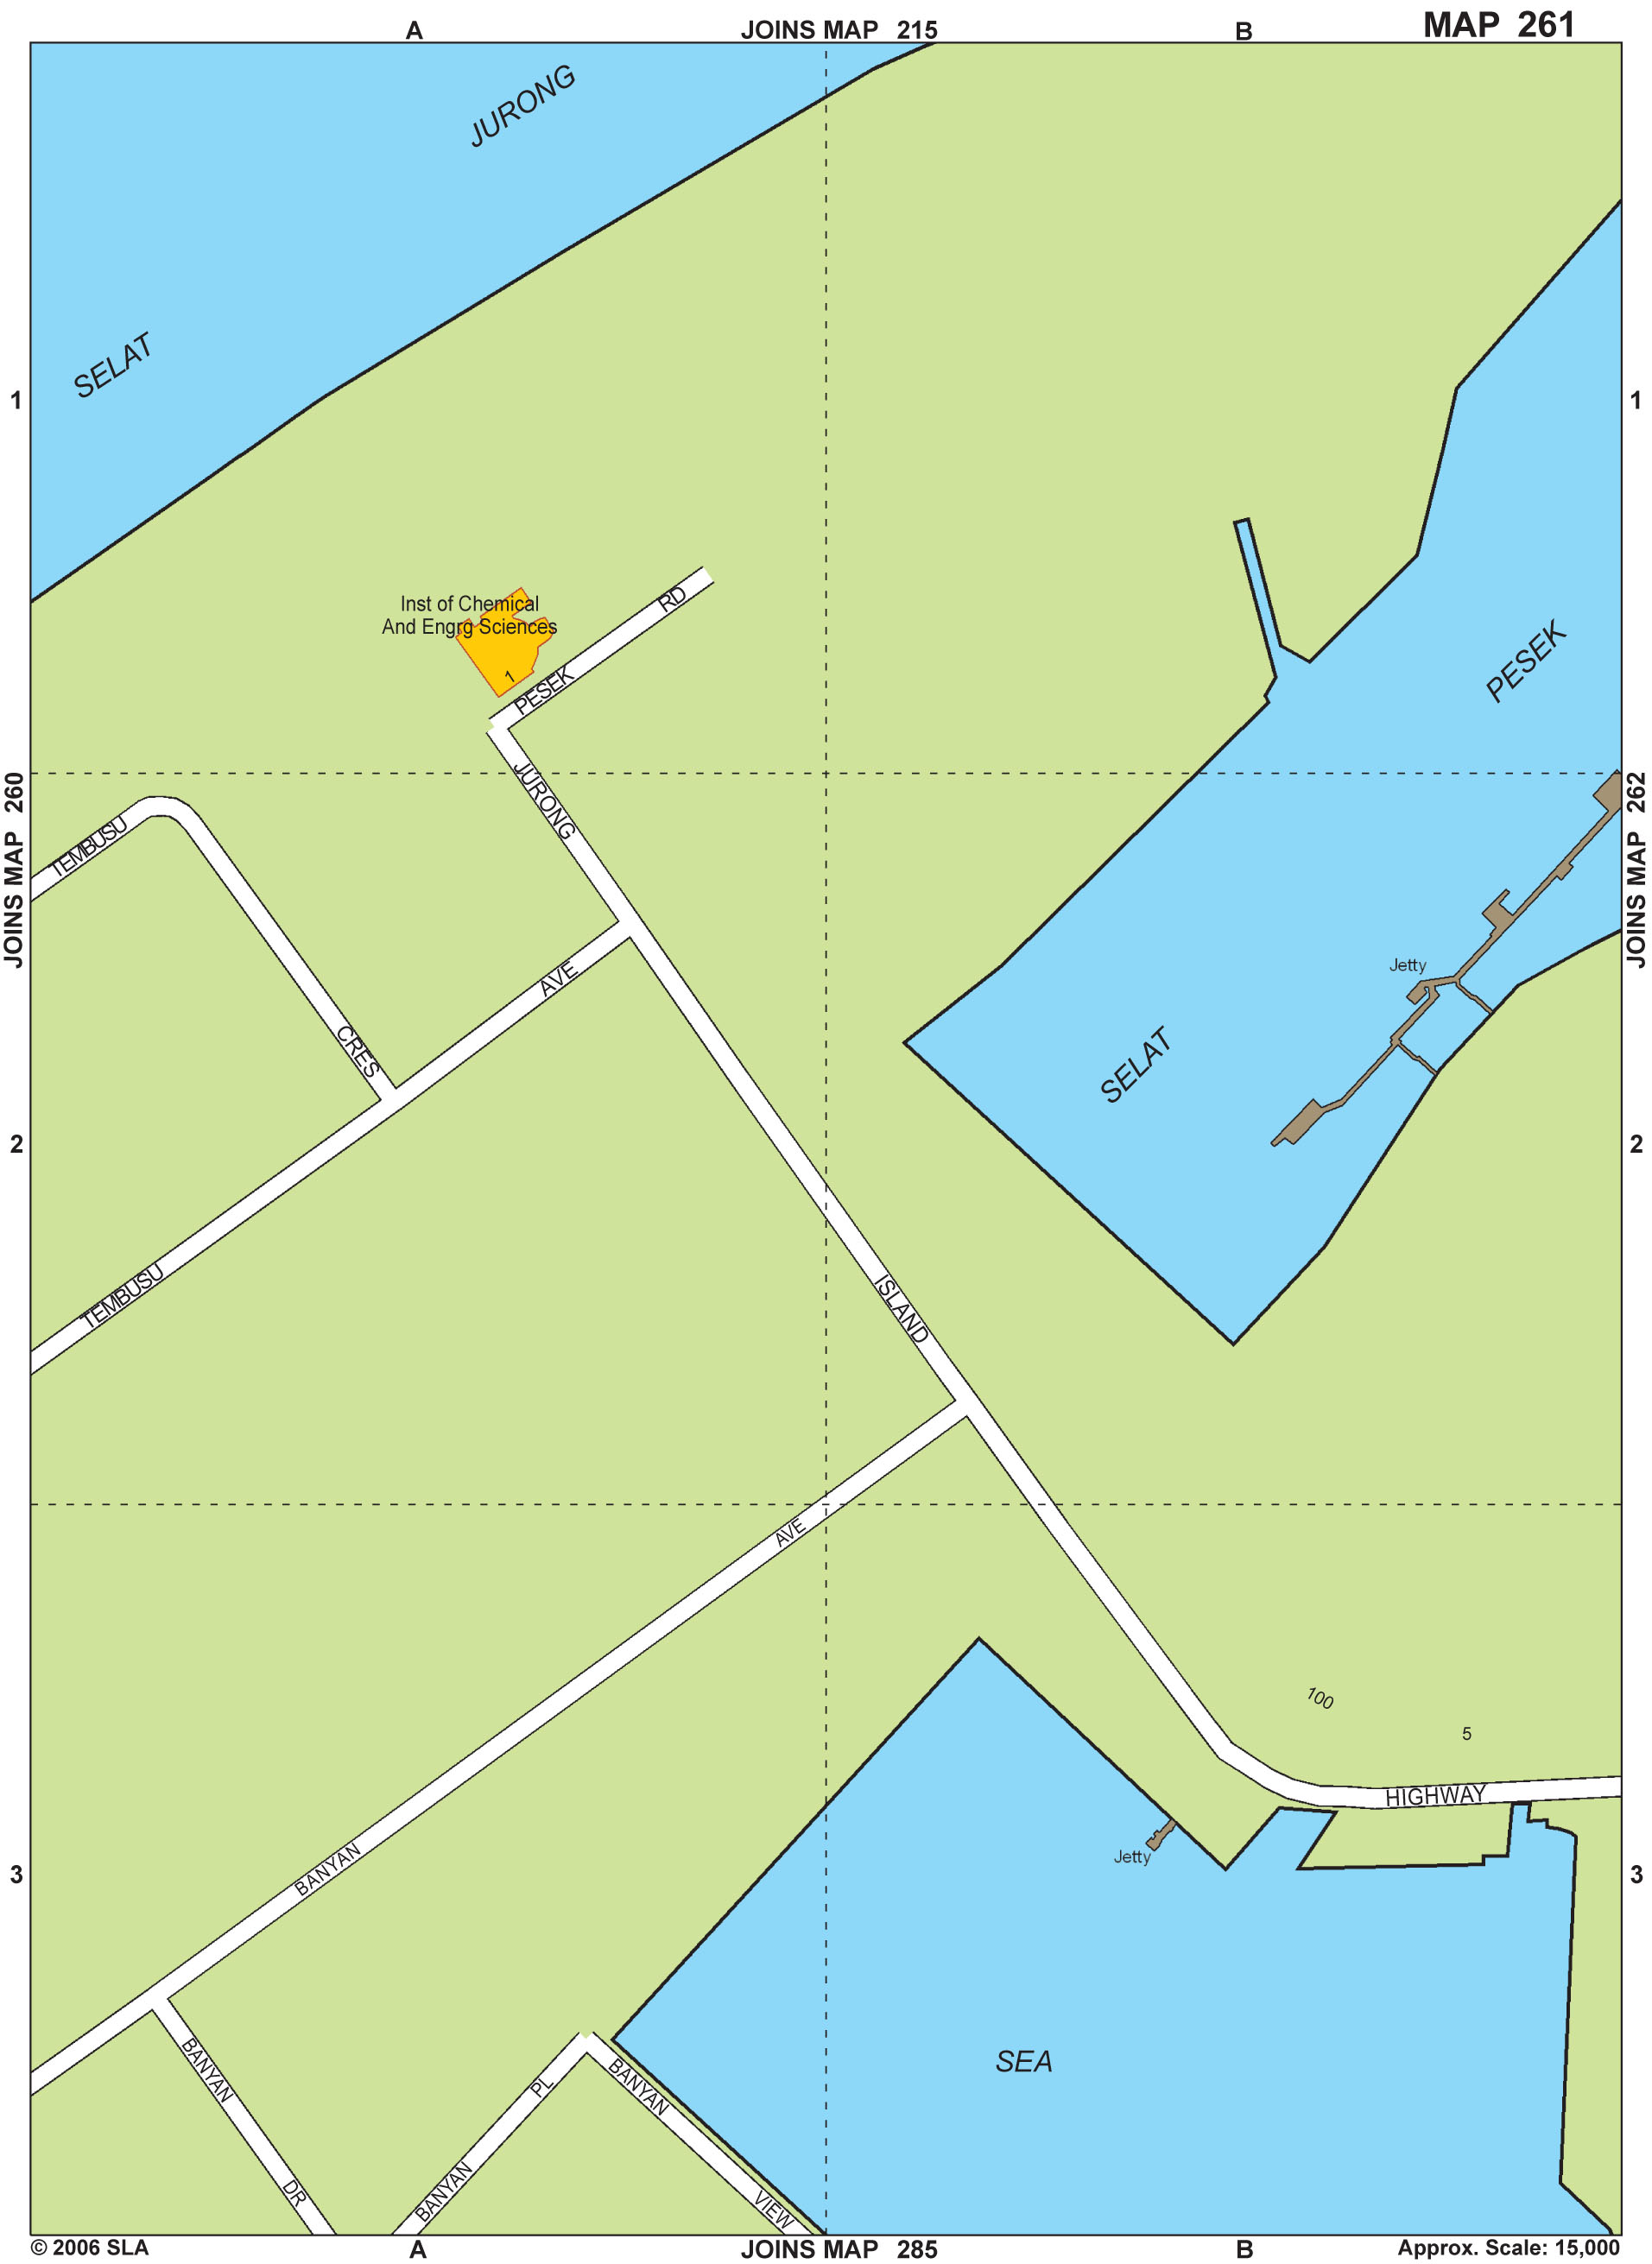 A
JOINS MAP 215
B
MAP 261
JURONG
SELAT
1
1
Inst of Chemical
And Engrg Sciences
1
PESEK RD
PESEK
JOINS MAP 260
JOINS MAP 262
JURONG
TEMBUSU
CRES
AVE
Jetty
SELAT
2
2
TEMBUSU
ISLAND
AVE
100
5
HIGHWAY
BANYAN
Jetty
3
3
SEA
BANYAN
DR
PL
BANYAN
BANYAN
VIEW
© 2006 SLA
A
JOINS MAP 285
B
Approx. Scale: 15,000